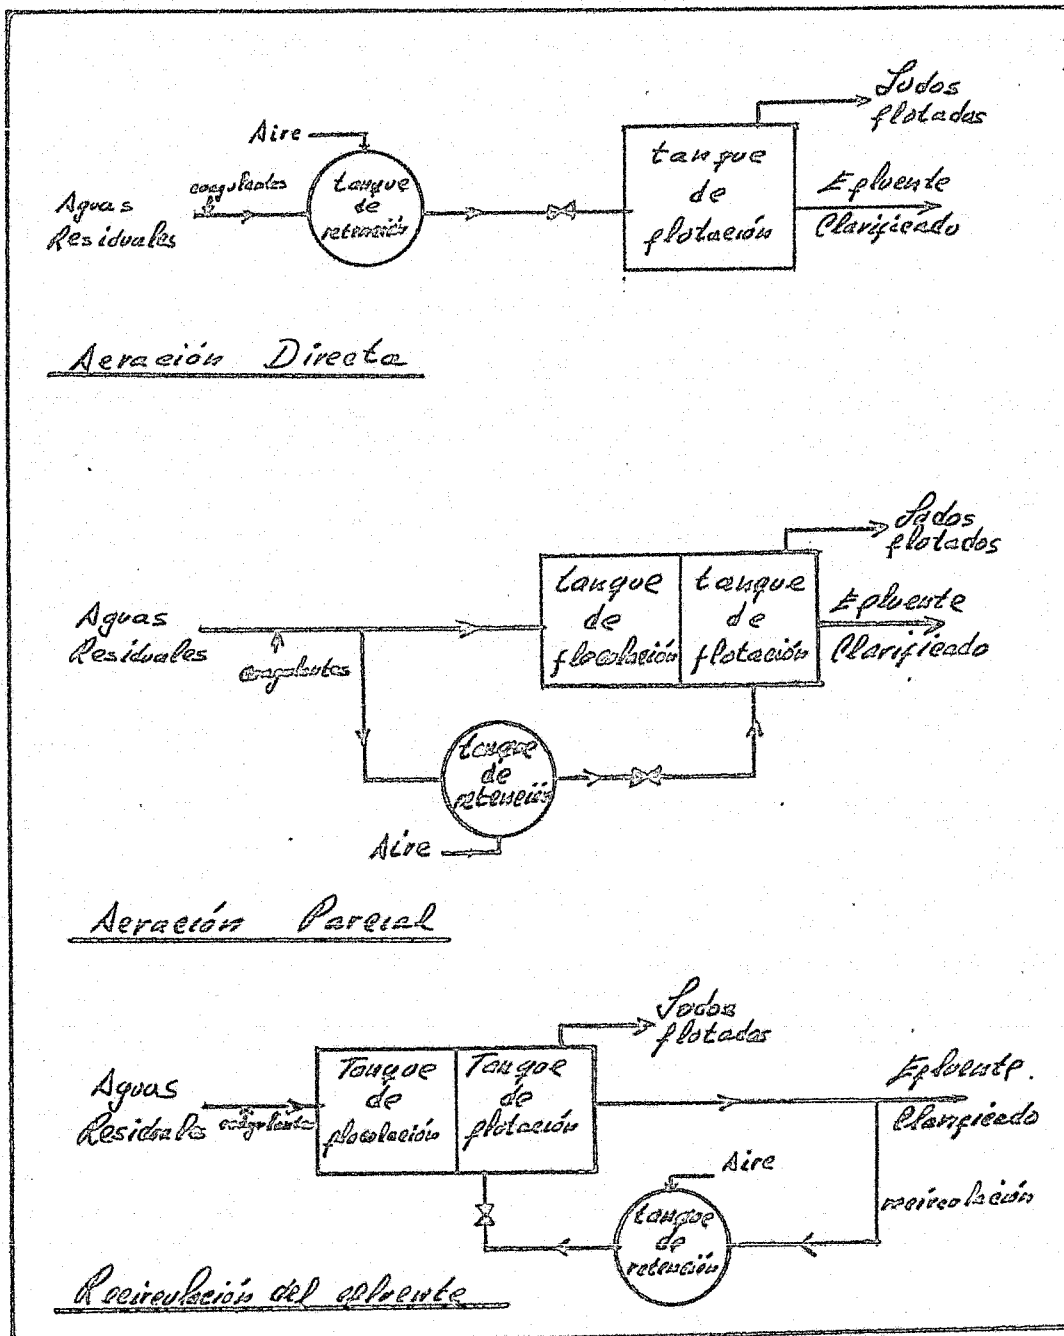 Lodos
flotados
Aire
tanque
de
retención
tanque
de
flotación
coagulantes
Aguas
Residuales
Efluente
Clarificado
Aeración Directa
Lodos
flotados
tanque
de
floculación
tanque
de
flotación
Aguas
Residuales
Coagulantes
Efluente
Clarificado
tanque
de
retención
Aire
Aeración Parcial
Lodos
flotados
Tanque
de
floculación
Tanque
de
flotación
Aguas
Residuales
coagulante
Efluente.
Clarificado
Aire
tanque
de
retención
recirculación
Recirculación del efluente